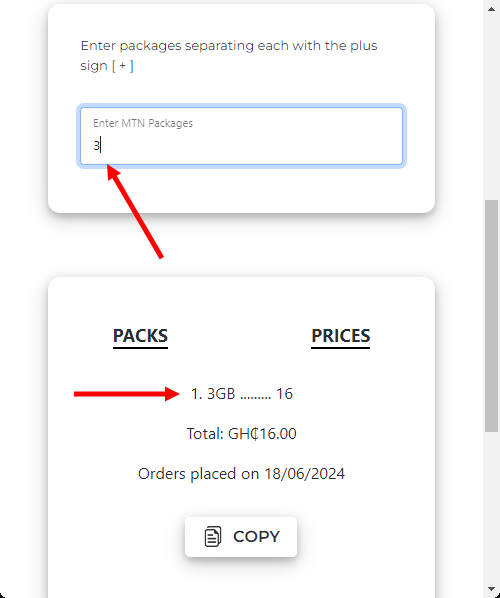 Enter packages separating each with the plus
sign [ + ]
Enter MTN Packages
3
PACKS PRICES
1. 3GB ......... 16
Total: GH₵16.00
Orders placed on 18/06/2024
COPY